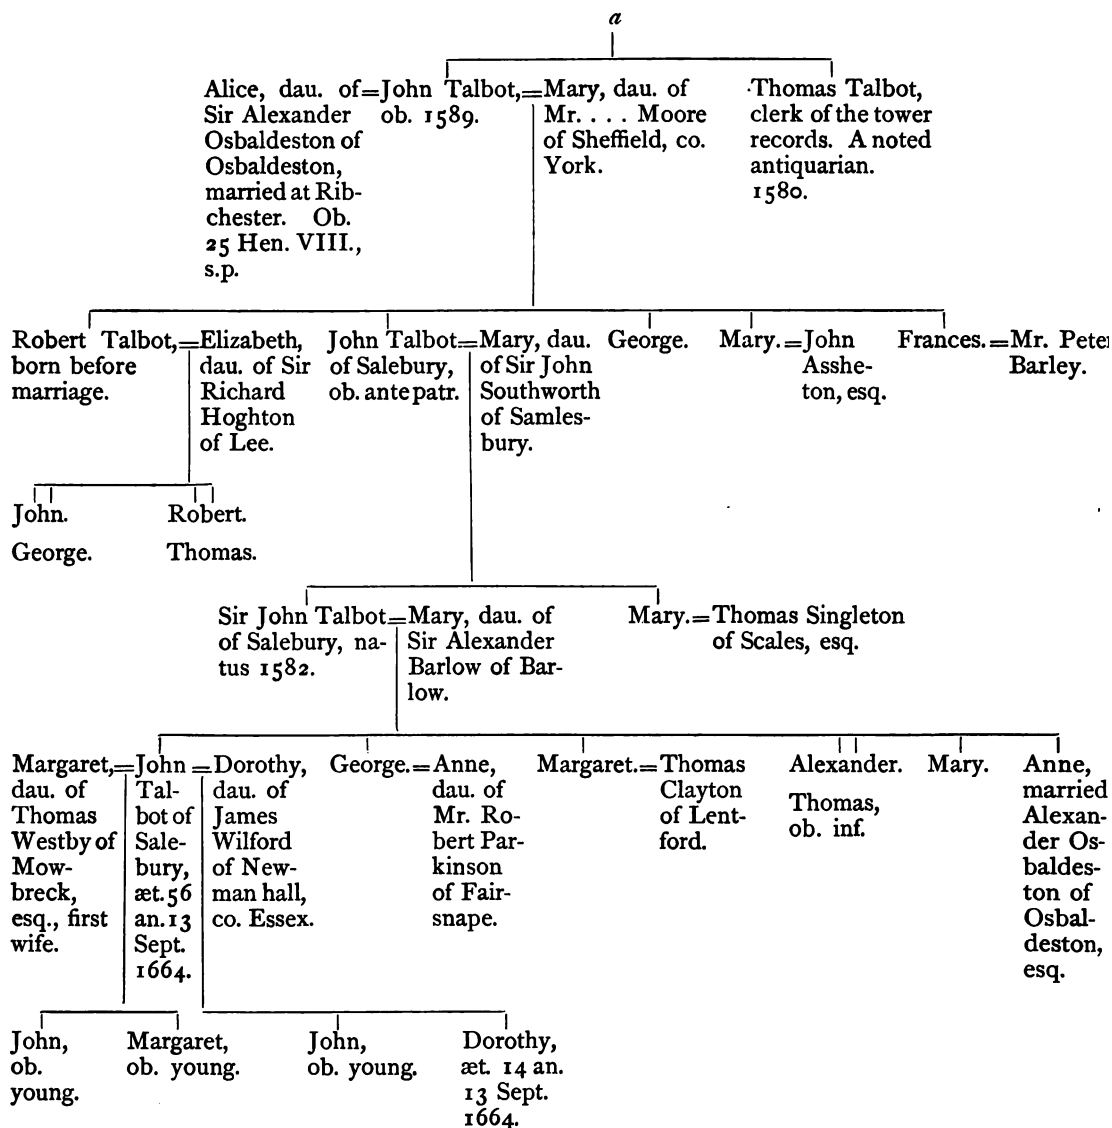 a
Alice, dau. of=John Talbot,=Mary, dau. of
Sir Alexander ob. 1589.
Osbaldeston of
Osbaldeston,
married at Rib-
chester. Ob.
25 Hen. VIII.,
s.p.
Mr. . . . Moore
of Sheffield, co.
York.
Thomas Talbot,
clerk of the tower
records. A noted
antiquarian.
1580.
Robert Talbot,=Elizabeth,
born before
marriage.
dau. of Sir
Richard
Hoghton
of Lee.
John Talbot=Mary, dau.
of Salebury,
ob. ante patr.
of Sir John
Southworth
of Samles-
bury.
George.
Mary.=John
Asshe-
ton, esq.
Frances.=Mr. Peter
Barley.
John.
George.
Robert.
Thomas.
Sir John Talbot=Mary, dau. of
of Salebury, na-
tus 1582.
Sir Alexander
Barlow of Bar-
low.
Mary.=Thomas Singleton
of Scales, esq.
Margaret,=John=Dorothy,
dau. of
Thomas
Westby of
Mow-
breck,
esq., first
wife.
Tal-
bot of
Sale-
bury,
æt. 56
an. 13
Sept.
1664.
dau. of
James
Wilford
of New-
man hall,
co. Essex.
George.=Anne,
dau. of
Mr. Ro-
bert Par-
kinson
of Fair-
snape.
Margaret.=Thomas
Clayton
of Lent-
ford.
Alexander.
Thomas,
ob. inf.
Mary.
Anne,
married
Alexan-
der Os-
baldes-
ton of
Osbal-
deston,
esq.
John,
ob.
young.
Margaret,
ob. young.
John,
ob. young.
Dorothy,
æt. 14 an.
13 Sept.
1664.